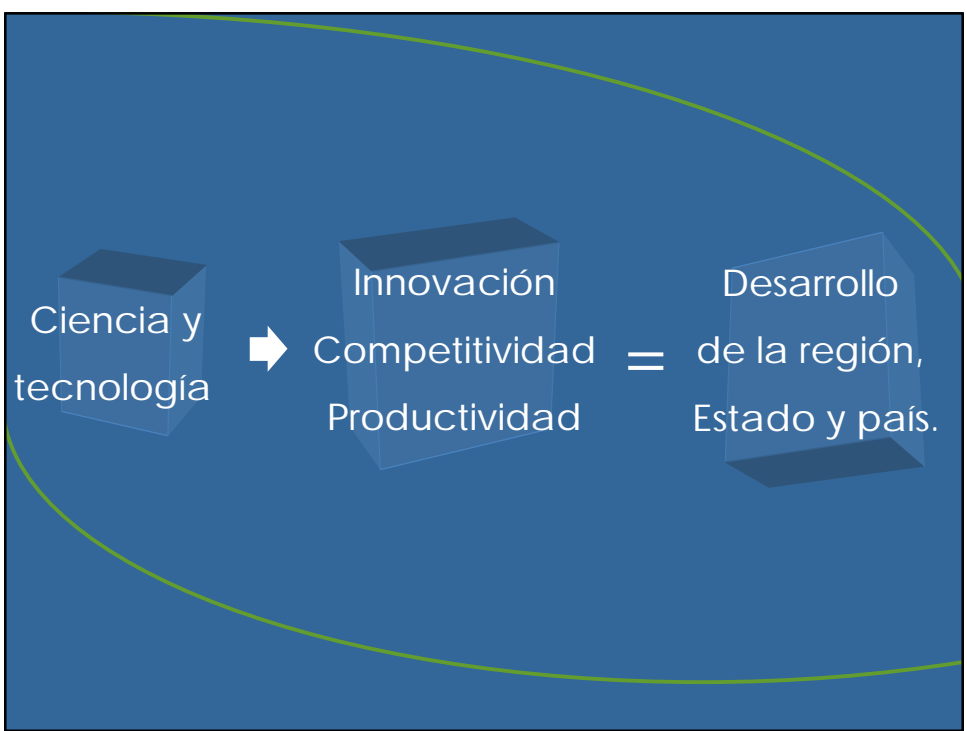 Ciencia y
tecnología
Innovación
Competitividad
Productividad
=
Desarrollo
de la región,
Estado y país.